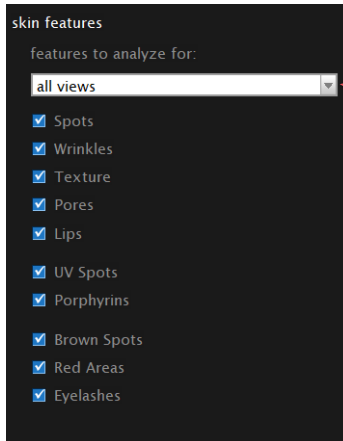 skin features
features to analyze for:
all views
Spots
Wrinkles
Texture
Pores
Lips
UV Spots
Porphyrins
Brown Spots
Red Areas
Eyelashes